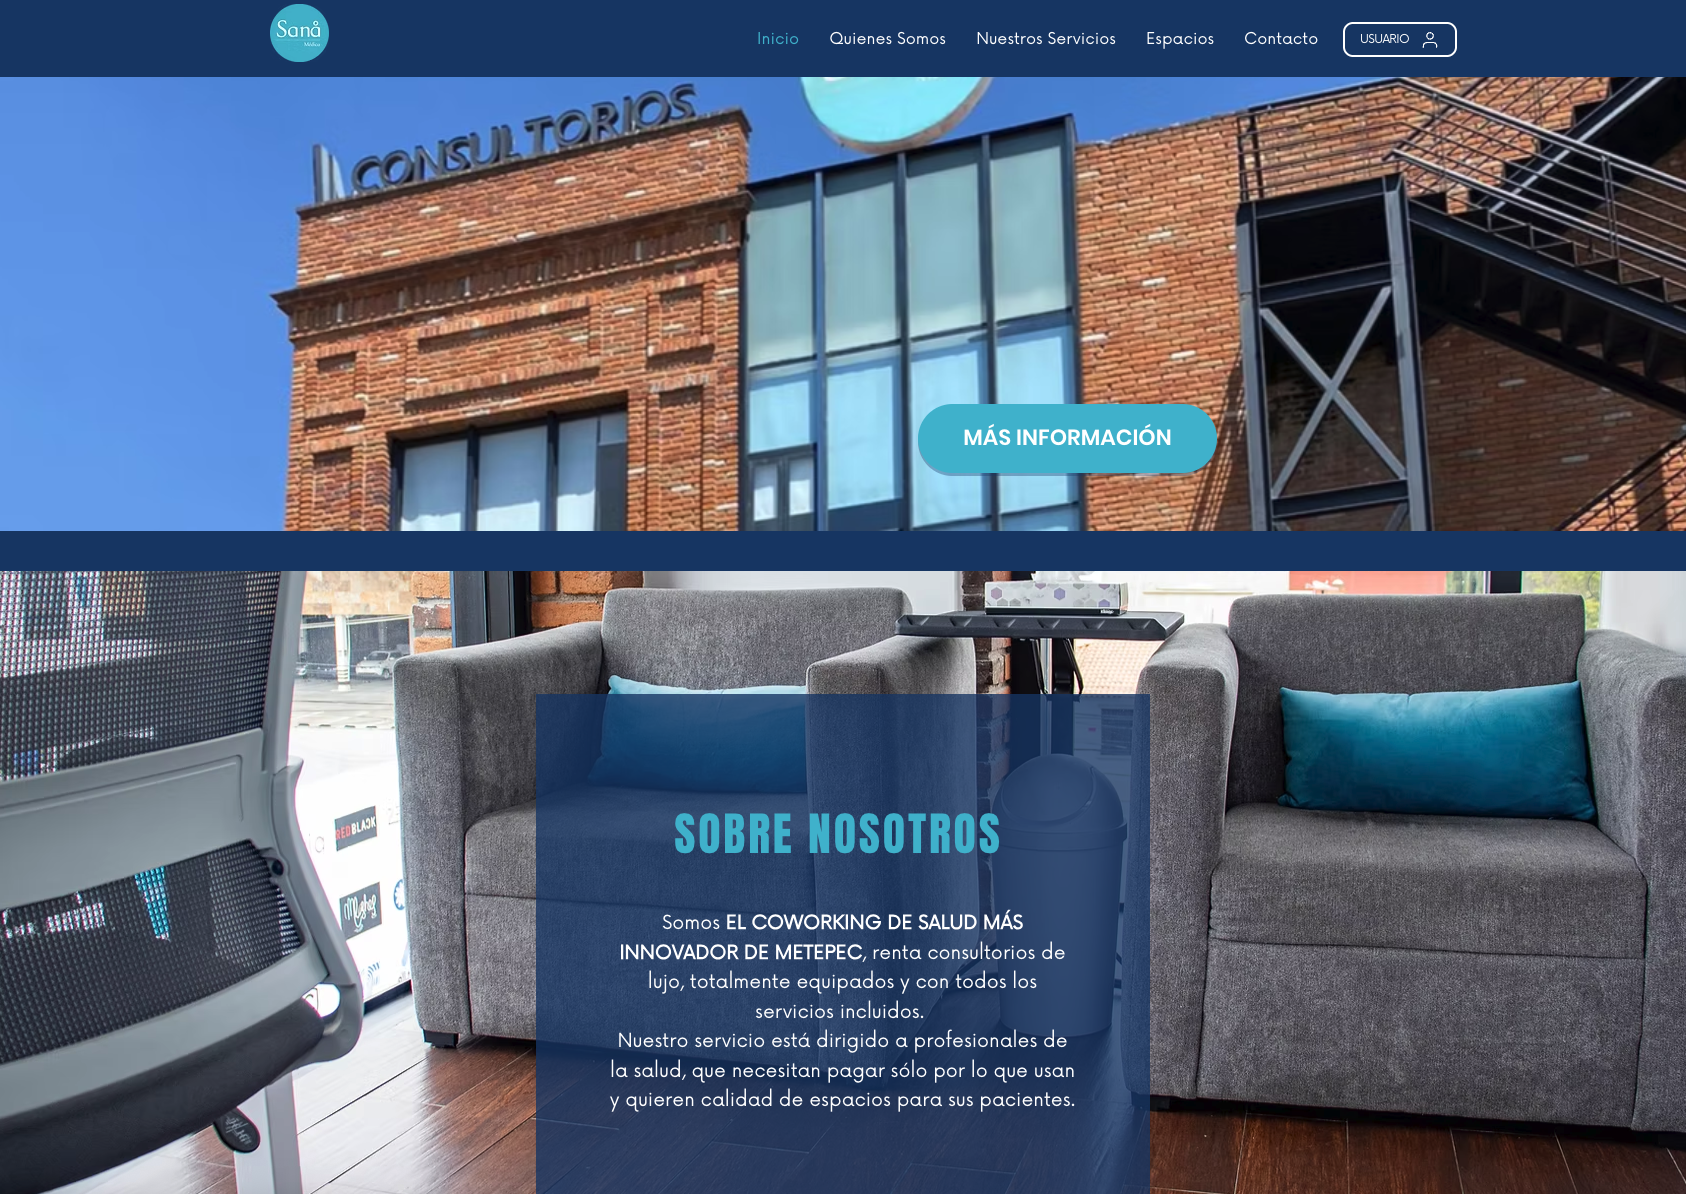 Sanå
Médica
Inicio
Quienes Somos
Nuestros Servicios
Espacios
Contacto
USUARIO
CONSULTORIOS
MÁS INFORMACIÓN
Kleenex
REDBLACK
SOBRE NOSOTROS
Somos EL COWORKING DE SALUD MÁS
INNOVADOR DE METEPEC, renta consultorios de
lujo, totalmente equipados y con todos los
servicios incluidos.
Nuestro servicio está dirigido a profesionales de
la salud, que necesitan pagar sólo por lo que usan
y quieren calidad de espacios para sus pacientes.